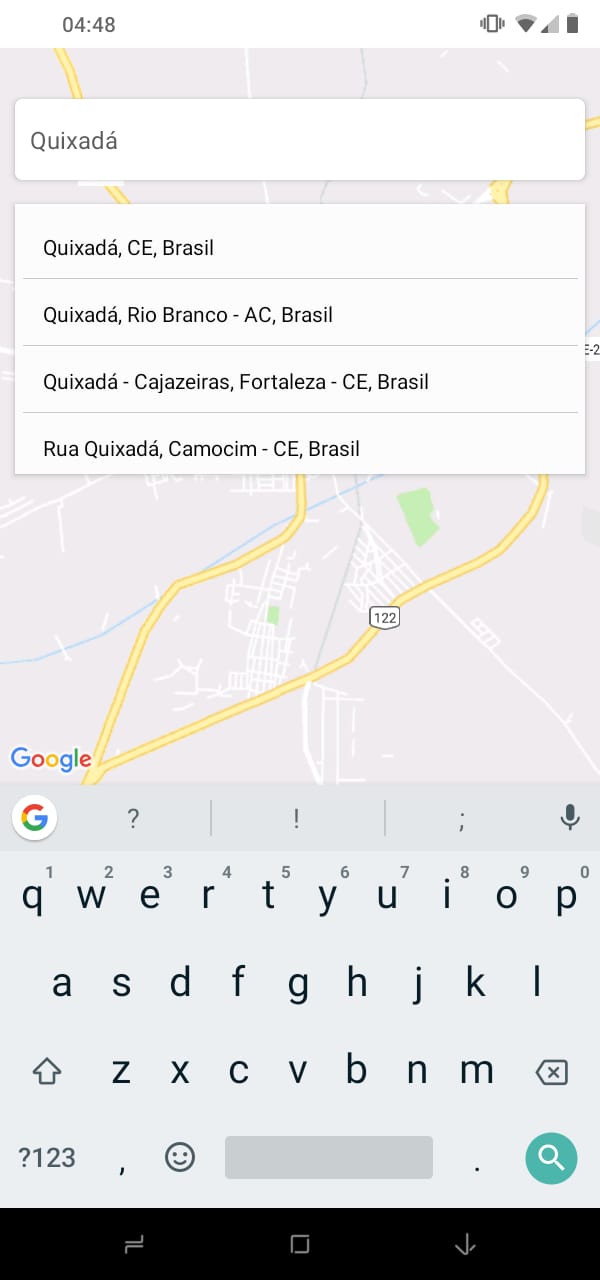 04:48
Quixadá
Quixadá, CE, Brasil
Quixadá, Rio Branco - AC, Brasil
E-2
Quixadá - Cajazeiras, Fortaleza - CE, Brasil
Rua Quixadá, Camocim - CE, Brasil
122
Google
G ? ! ;
1 2 3 4 5 6 7 8 9 0
q w e r t y u i o p
a s d f g h j k l
z x c v b n m
?123 , .